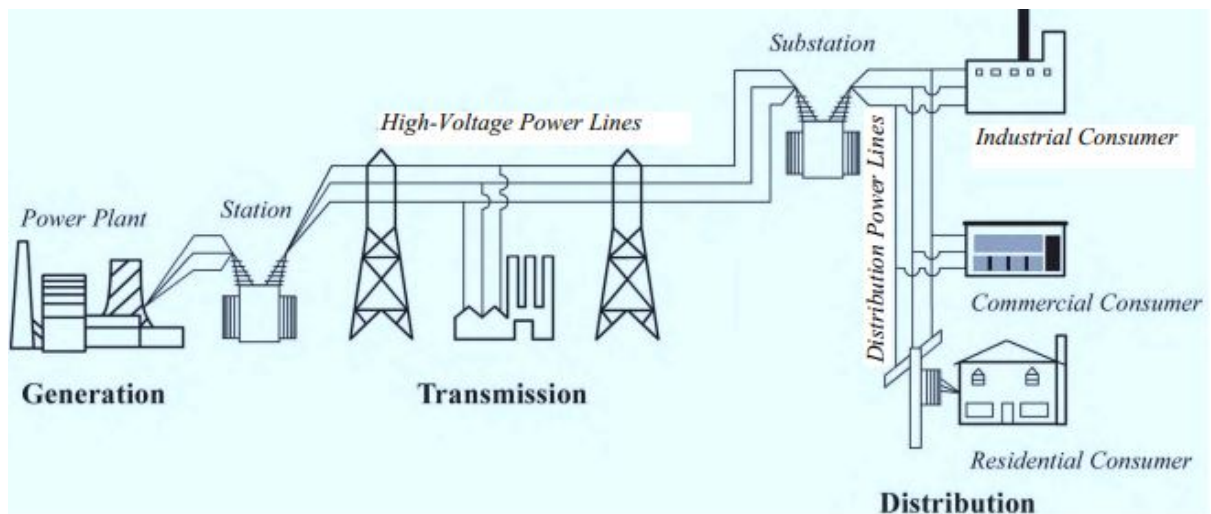 Substation
High-Voltage Power Lines
Industrial Consumer
Power Plant
Station
Distribution Power Lines
Commercial Consumer
Generation
Transmission
Residential Consumer
Distribution